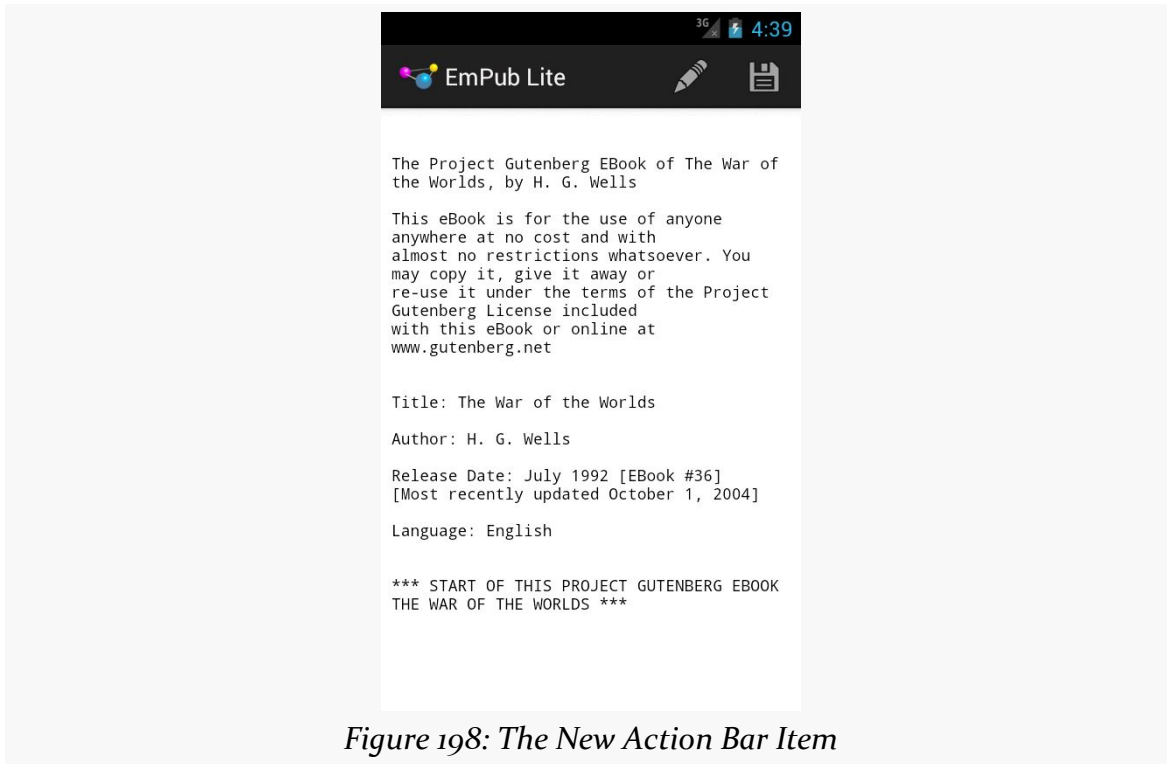 3G 4:39
EmPub Lite
The Project Gutenberg EBook of The War of
the Worlds, by H. G. Wells
This eBook is for the use of anyone
anywhere at no cost and with
almost no restrictions whatsoever. You
may copy it, give it away or
re-use it under the terms of the Project
Gutenberg License included
with this eBook or online at
www.gutenberg.net
Title: The War of the Worlds
Author: H. G. Wells
Release Date: July 1992 [EBook #36]
[Most recently updated October 1, 2004]
Language: English
*** START OF THIS PROJECT GUTENBERG EBOOK
THE WAR OF THE WORLDS ***
Figure 198: The New Action Bar Item